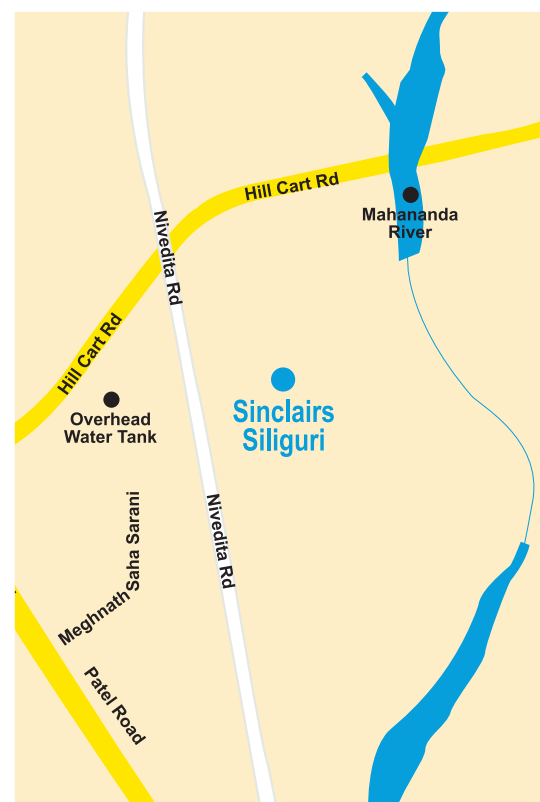 Hill Cart Rd
Mahananda
River
Nivedita Rd
Hill Cart Rd
Overhead
Water Tank
Sinclairs
Siliguri
Nivedita Rd
Meghnath Saha Sarani
Patel Road